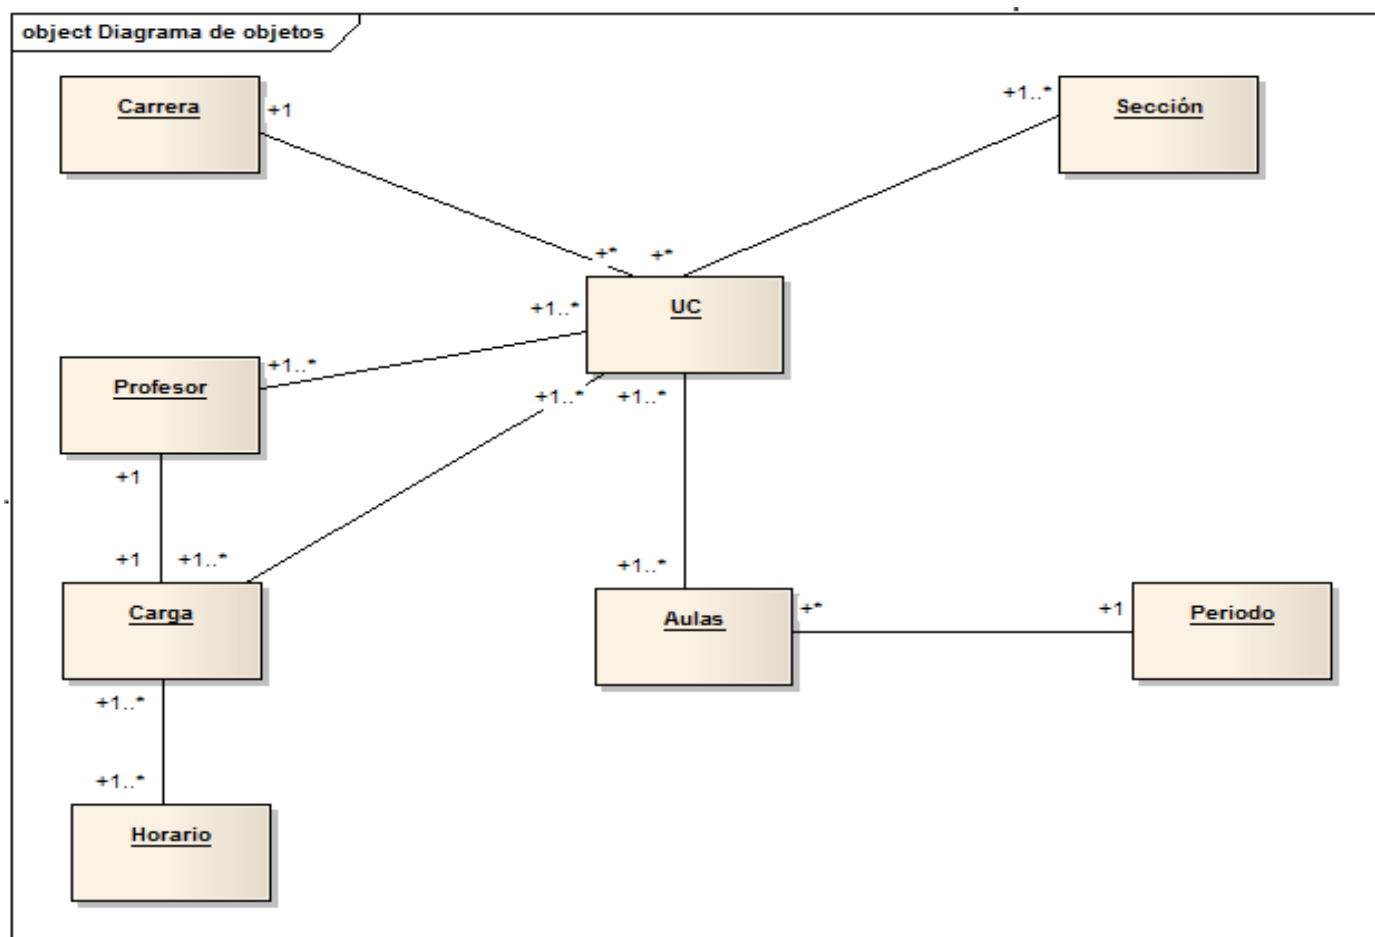 object Diagrama de objetos
Carrera
+1
+1..*
Sección
+*
+*
UC
+1..*
+1..*
Profesor
+1..*
+1..*
+1
+1
+1..*
+1..*
Carga
Aulas
+*
+1
Periodo
+1..*
+1..*
Horario